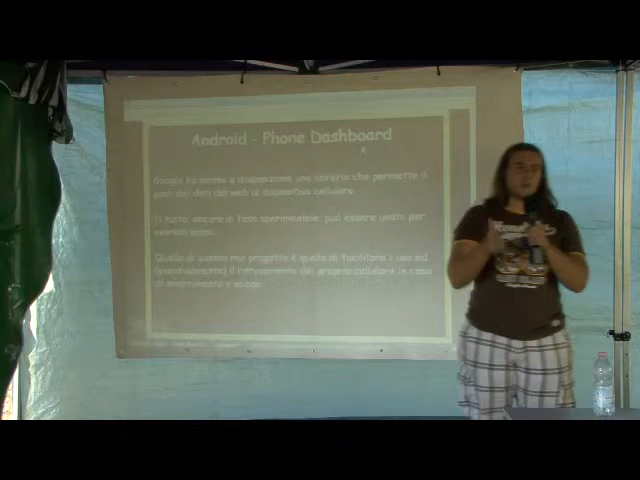 Android - Phone Dashboard
Google ha messo a disposizione una libreria che permette il
push dei dati dal web al dispositivo cellulare.
Il tutto, ancora di fase sperimentale, può essere usato per
svariati scopi.
Quello di questo mio progetto è quello di facilitare l'uso ed
(eventualmente) il ritrovamento del proprio cellulare in caso
di smarrimento o